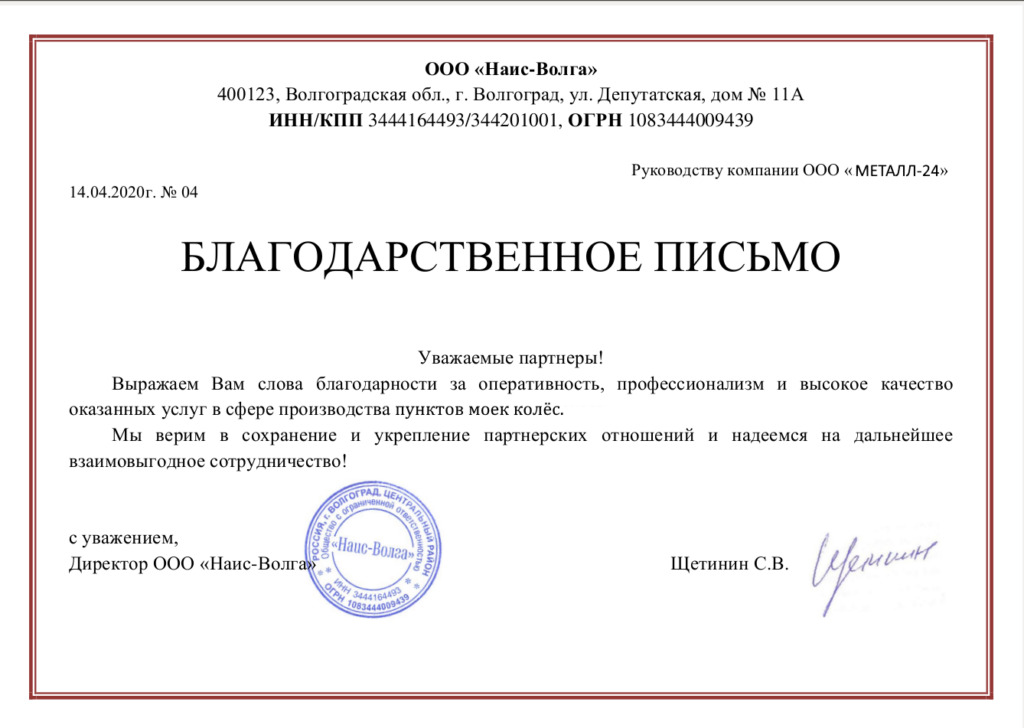 ООО «Наис-Волга»
400123, Волгоградская обл., г. Волгоград, ул. Депутатская, дом № 11А
ИНН/КПП 3444164493/344201001, ОГРН 1083444009439
Руководству компании ООО «МЕТАЛЛ-24»
14.04.2020г. № 04
БЛАГОДАРСТВЕННОЕ ПИСЬМО
Уважаемые партнеры!
Выражаем Вам слова благодарности за оперативность, профессионализм и высокое качество
оказанных услуг в сфере производства пунктов моек колёс.
Мы верим в сохранение и укрепление партнерских отношений и надеемся на дальнейшее
взаимовыгодное сотрудничество!
с уважением,
Директор ООО «Наис-Волга»
Щетинин С.В.
Щетинин
РОССИЯ, г. ВОЛГОГРАД, ЦЕНТРАЛЬНЫЙ РАЙОН
Общество с ограниченной ответственностью
«Наис-Волга»
ИНН 3444164493
ОГРН 1083444009439